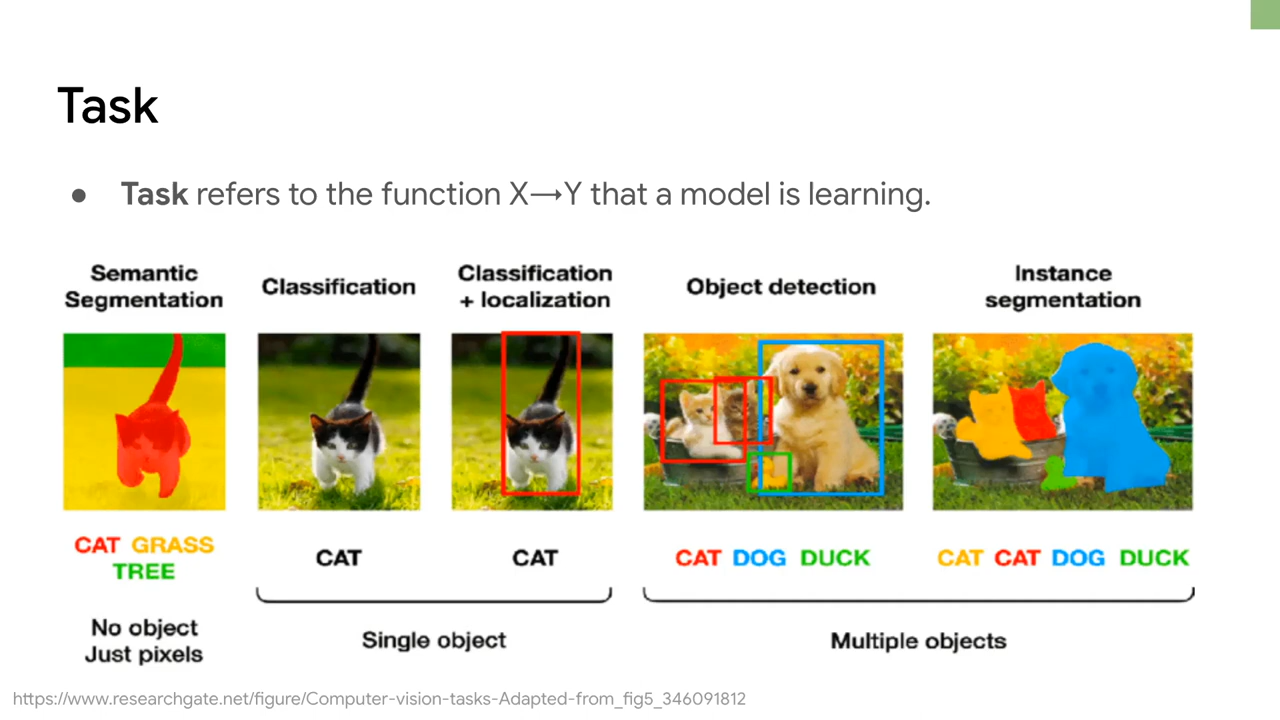 Task
● Task refers to the function X→Y that a model is learning.
Semantic
Segmentation
Classification
Classification
+ localization
Object detection
Instance
segmentation
CAT GRASS
TREE
CAT
CAT
CAT DOG DUCK
CAT CAT DOG DUCK
No object
Just pixels
Single object
Multiple objects
https://www.researchgate.net/figure/Computer-vision-tasks-Adapted-from_fig5_346091812